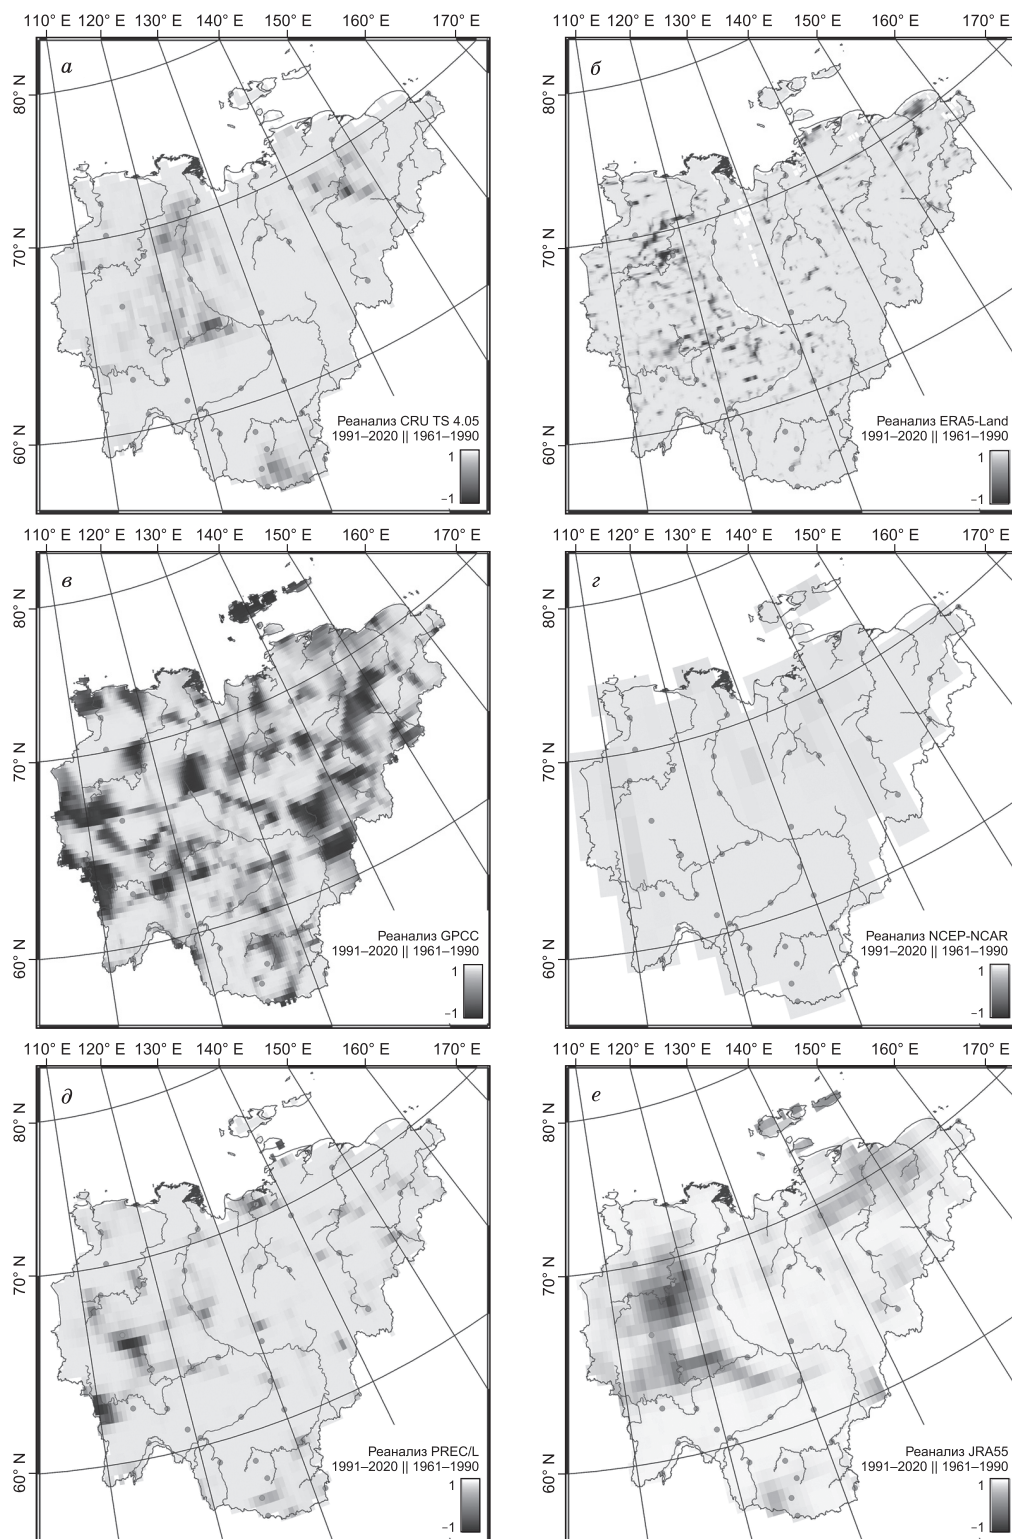 110° E 120° E 130° E 140° E 150° E 160° E 170° E
110° E 120° E 130° E 140° E 150° E 160° E 170° E
а
80° N
70° N
60° N
Реанализ CRU TS 4.05
1991–2020 || 1961–1990
1
–1
б
80° N
70° N
60° N
Реанализ ERA5-Land
1991–2020 || 1961–1990
1
–1
110° E 120° E 130° E 140° E 150° E 160° E 170° E
110° E 120° E 130° E 140° E 150° E 160° E 170° E
в
80° N
70° N
60° N
Реанализ GPCC
1991–2020 || 1961–1990
1
–1
г
80° N
70° N
60° N
Реанализ NCEP-NCAR
1991–2020 || 1961–1990
1
–1
110° E 120° E 130° E 140° E 150° E 160° E 170° E
110° E 120° E 130° E 140° E 150° E 160° E 170° E
д
80° N
70° N
60° N
Реанализ PREC/L
1991–2020 || 1961–1990
1
–1
е
80° N
70° N
60° N
Реанализ JRA55
1991–2020 || 1961–1990
1
–1